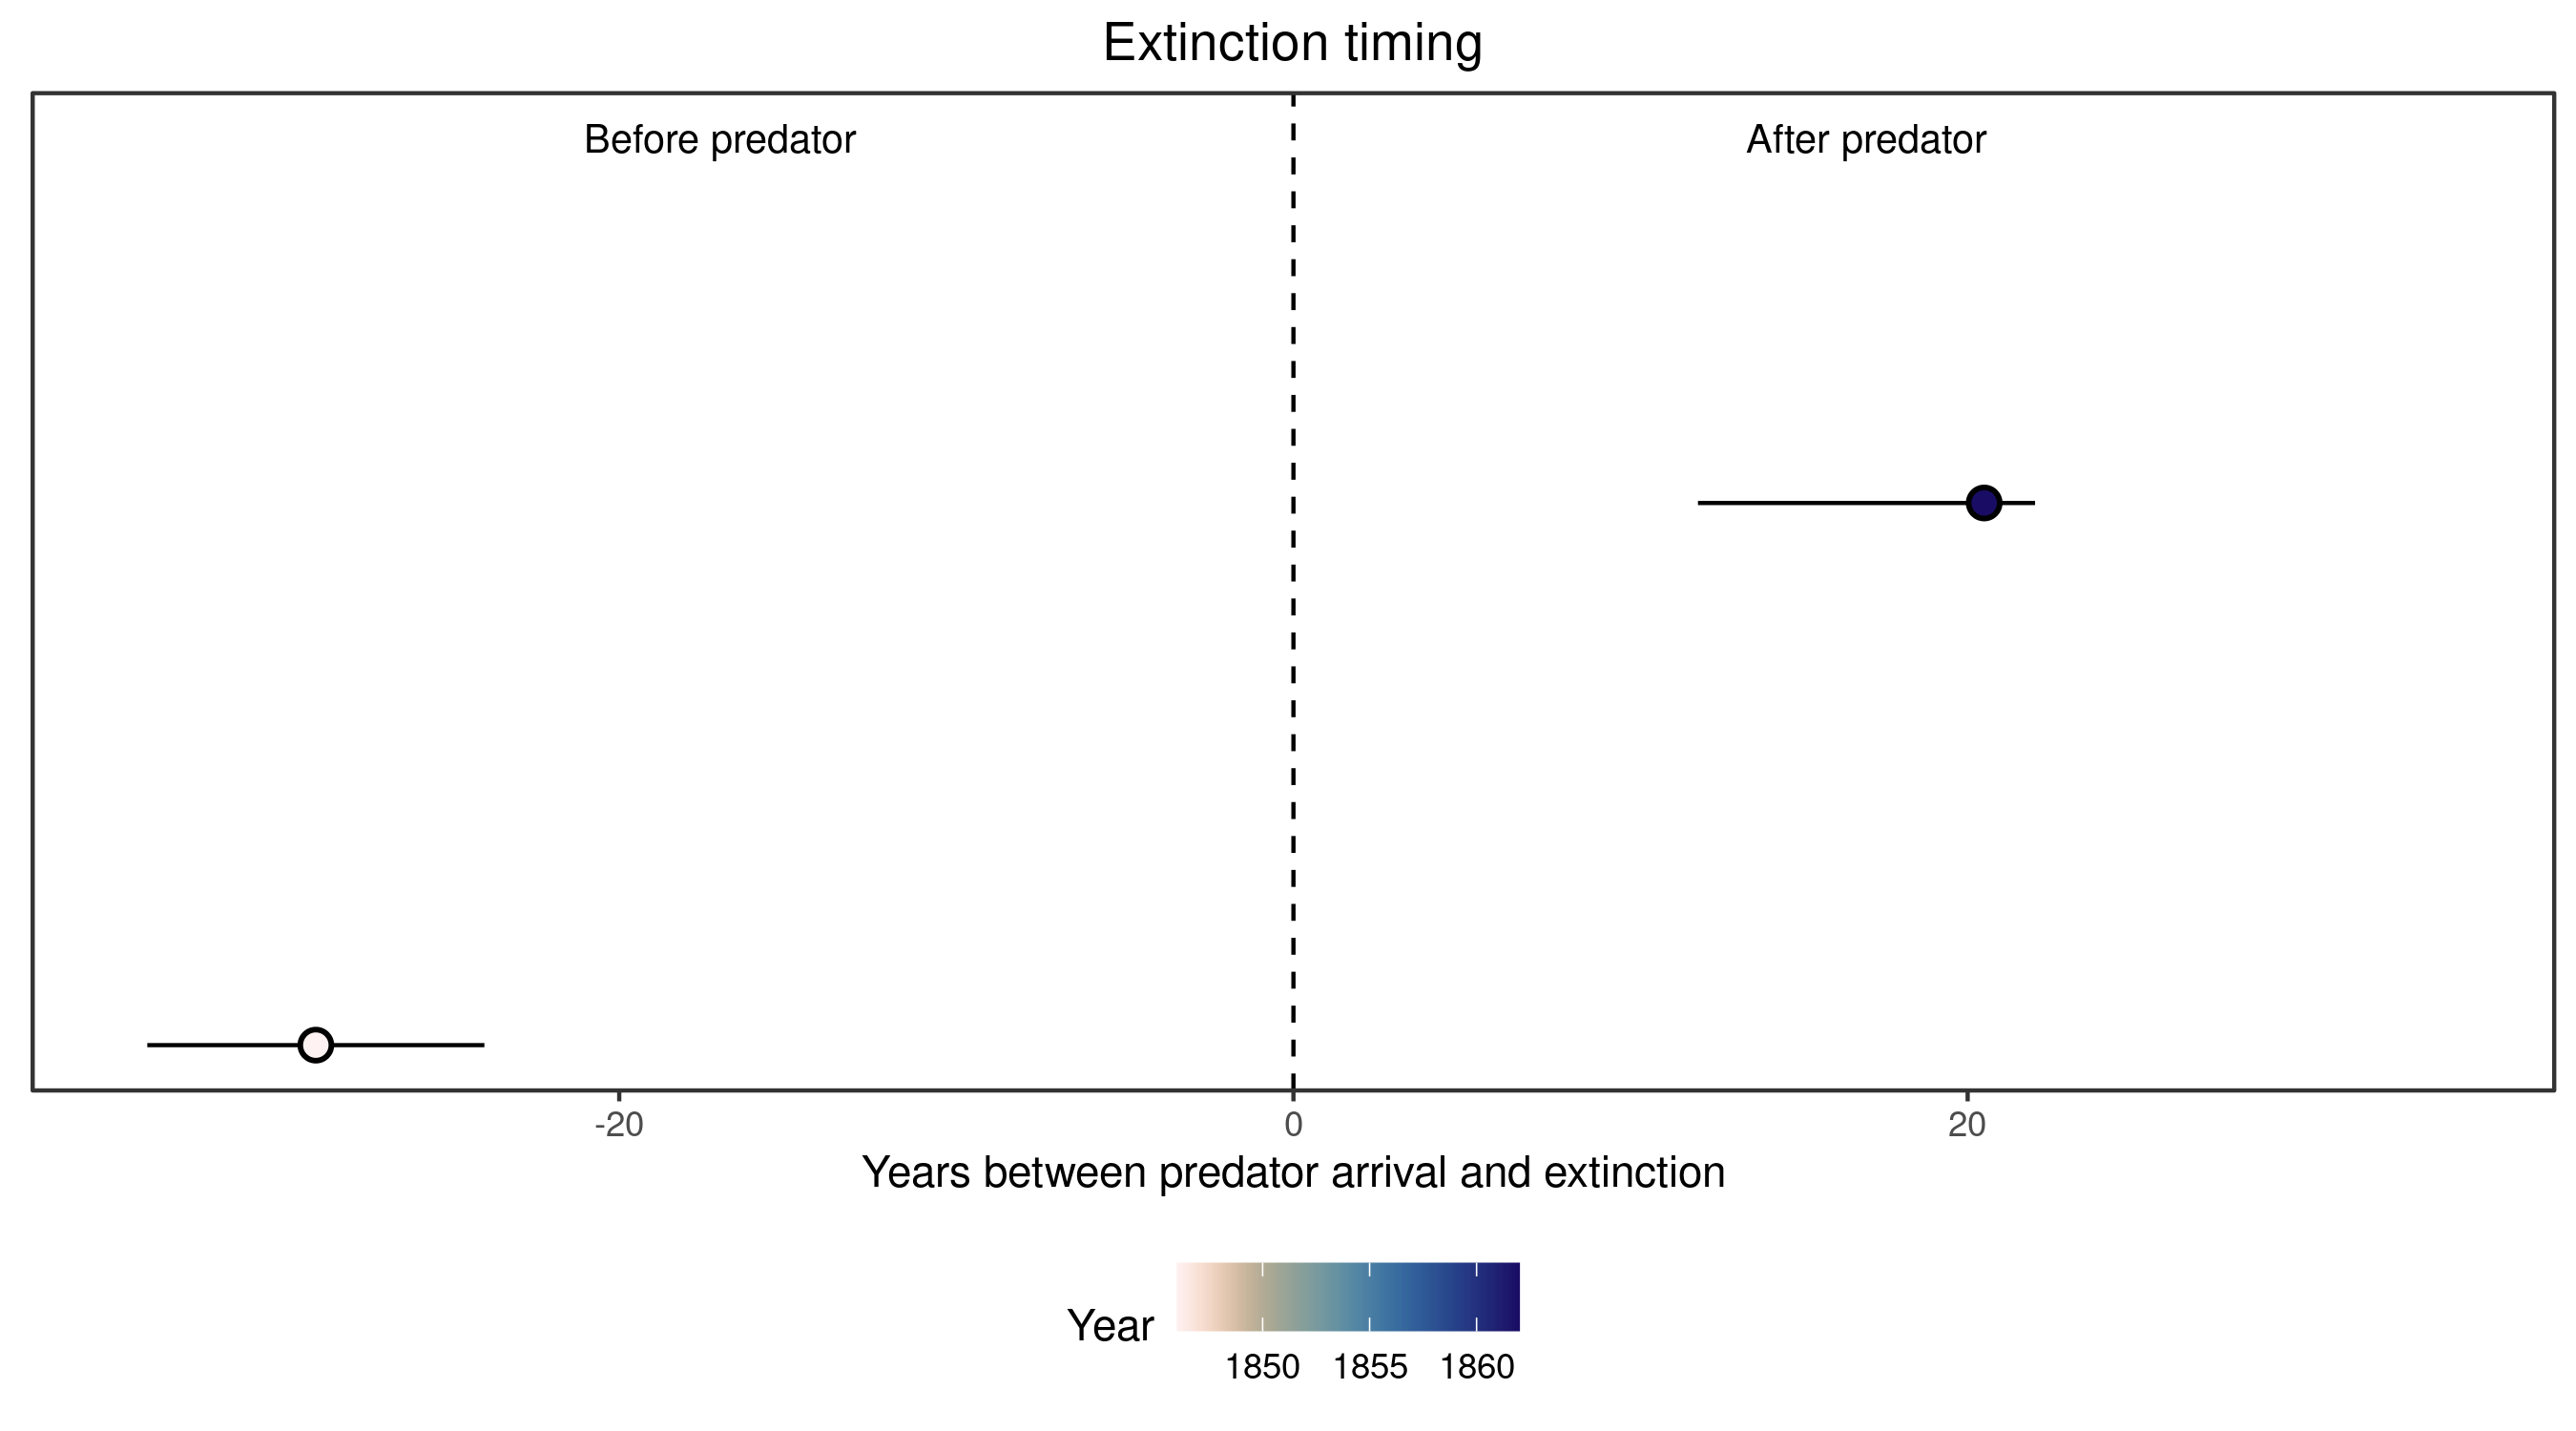 Extinction timing
Before predator
After predator
-20
0
20
Years between predator arrival and extinction
Year
1850
1855
1860